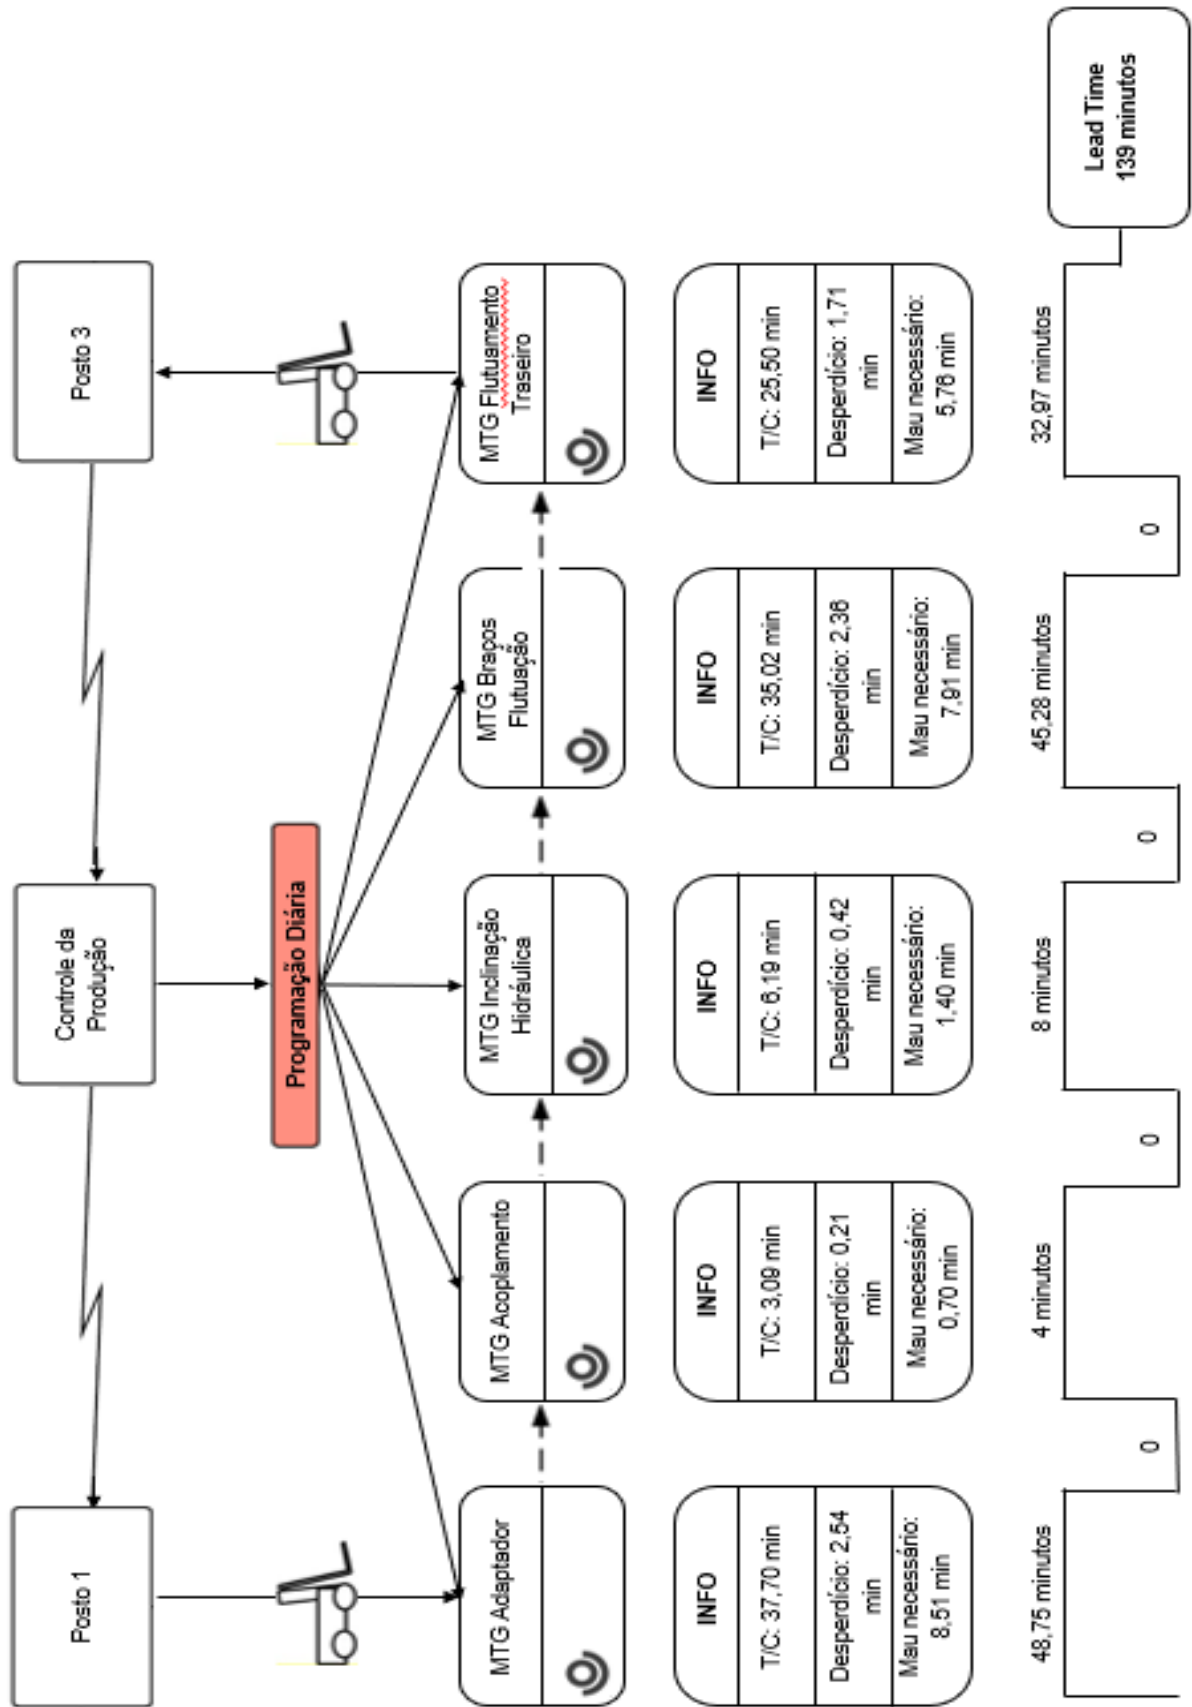 Posto 1
Controle da
Produção
Posto 3
Programação Diária
MTG Adaptador
MTG Acoplamento
MTG Inclinação
Hidráulica
MTG Braços
Flutuação
MTG Flutuamento
Traseiro
INFO
T/C: 37,70 min
Desperdício: 2,54
min
Mau necessário:
8,51 min
INFO
T/C: 3,09 min
Desperdício: 0,21
min
Mau necessário:
0,70 min
INFO
T/C: 6,19 min
Desperdício: 0,42
min
Mau necessário:
1,40 min
INFO
T/C: 35,02 min
Desperdício: 2,36
min
Mau necessário:
7,91 min
INFO
T/C: 25,50 min
Desperdício: 1,71
min
Mau necessário:
5,76 min
48,75 minutos
0
4 minutos
0
8 minutos
0
45,28 minutos
0
32,97 minutos
Lead Time
139 minutos